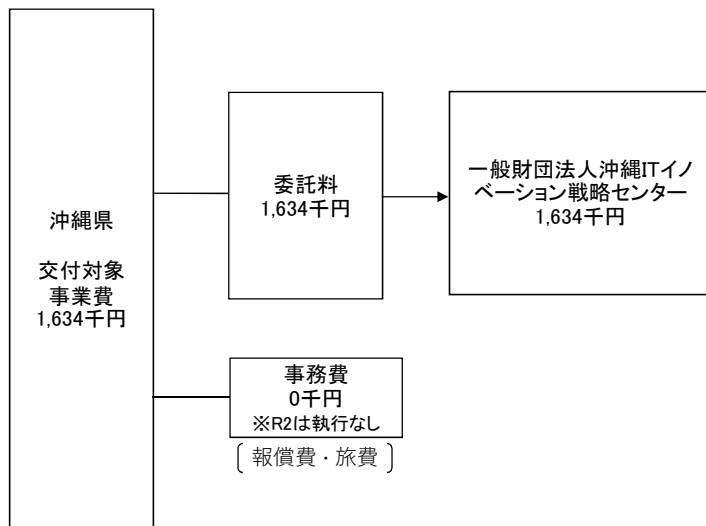 沖縄県
交付対象
事業費
1,634千円
委託料
1,634千円
一般財団法人沖縄ITイノ
ベーション戦略センター
1,634千円
事務費
0千円
※R2は執行なし
〔 報償費・旅費 〕